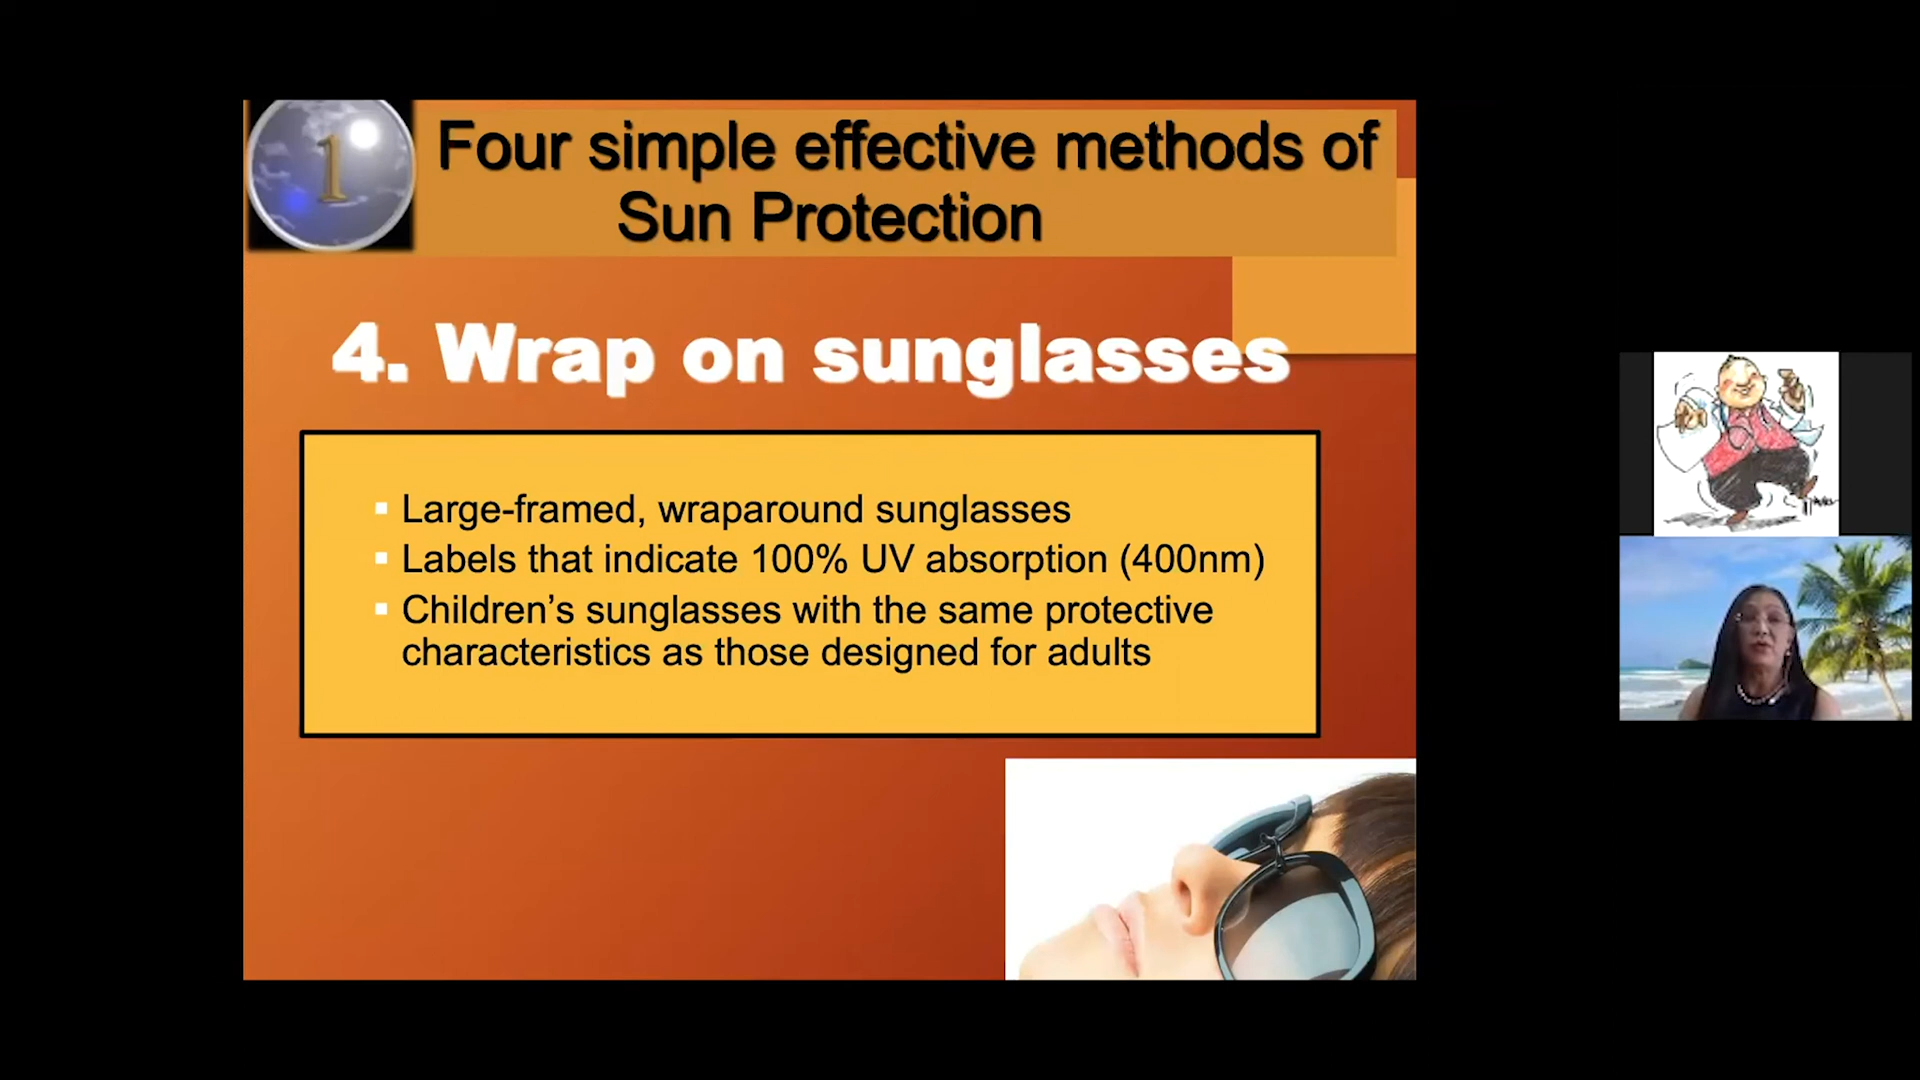 1
Four simple effective methods of
Sun Protection
4. Wrap on sunglasses
▪ Large-framed, wraparound sunglasses
▪ Labels that indicate 100% UV absorption (400nm)
▪ Children’s sunglasses with the same protective
characteristics as those designed for adults